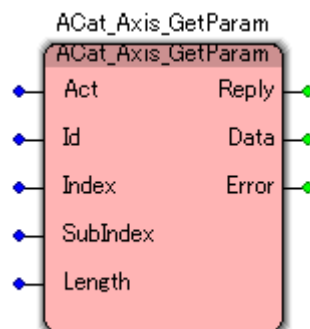 ACat_Axis_GetParam
ACat_Axis_GetParam
Act Reply
Id Data
Index Error
SubIndex
Length